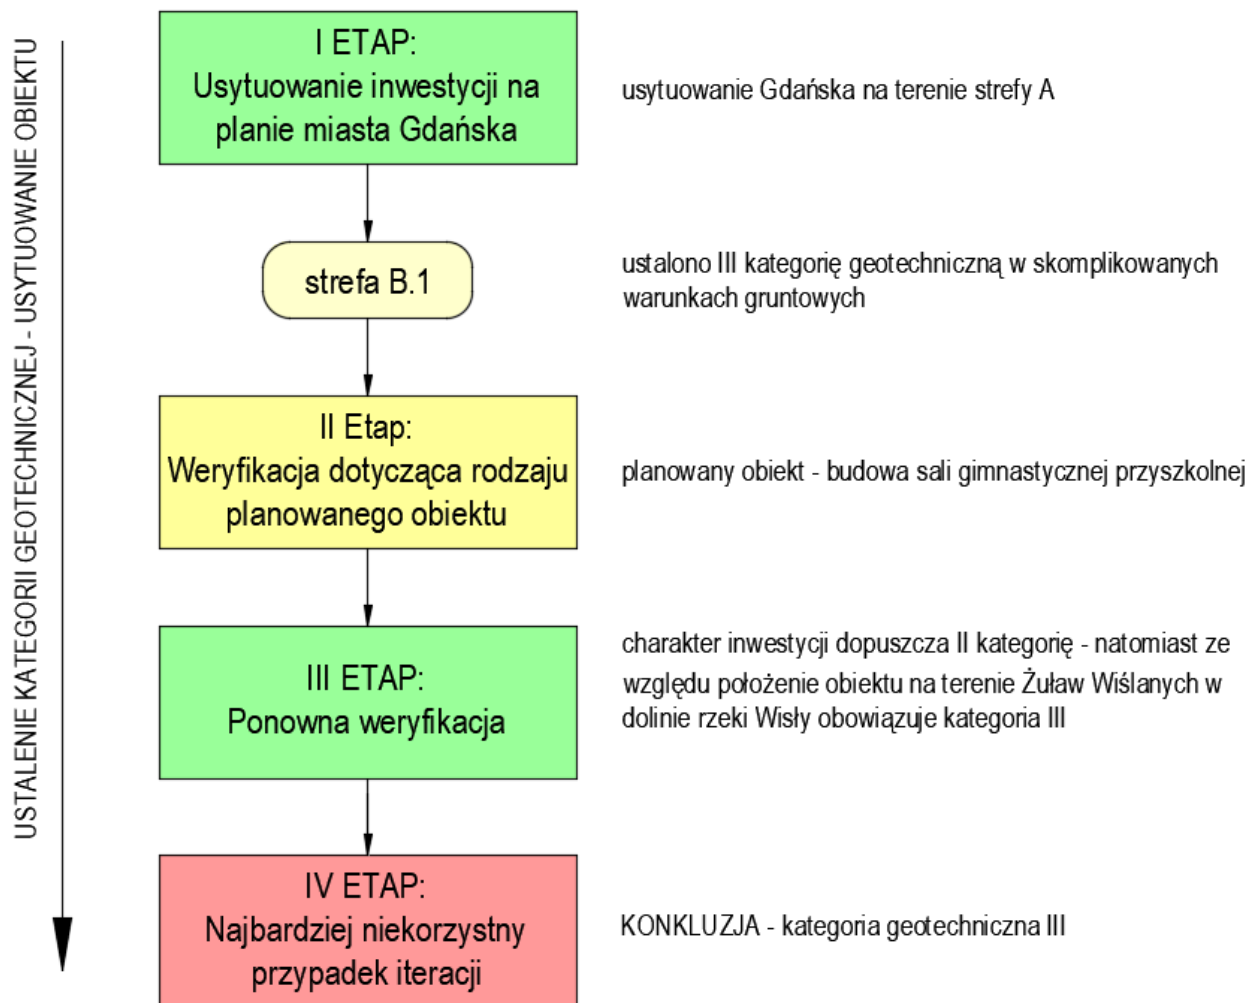 USTALENIE KATEGORII GEOTECHNICZNEJ - USYTUOWANIE OBIEKTU
I ETAP:
Usytuowanie inwestycji na
planie miasta Gdańska
usytuowanie Gdańska na terenie strefy A
strefa B.1
ustalono III kategorię geotechniczną w skomplikowanych
warunkach gruntowych
II Etap:
Weryfikacja dotycząca rodzaju
planowanego obiektu
planowany obiekt - budowa sali gimnastycznej przyszkolnej
III ETAP:
Ponowna weryfikacja
charakter inwestycji dopuszcza II kategorię - natomiast ze
względu położenie obiektu na terenie Żuław Wiślanych w
dolinie rzeki Wisły obowiązuje kategoria III
IV ETAP:
Najbardziej niekorzystny
przypadek iteracji
KONKLUZJA - kategoria geotechniczna III